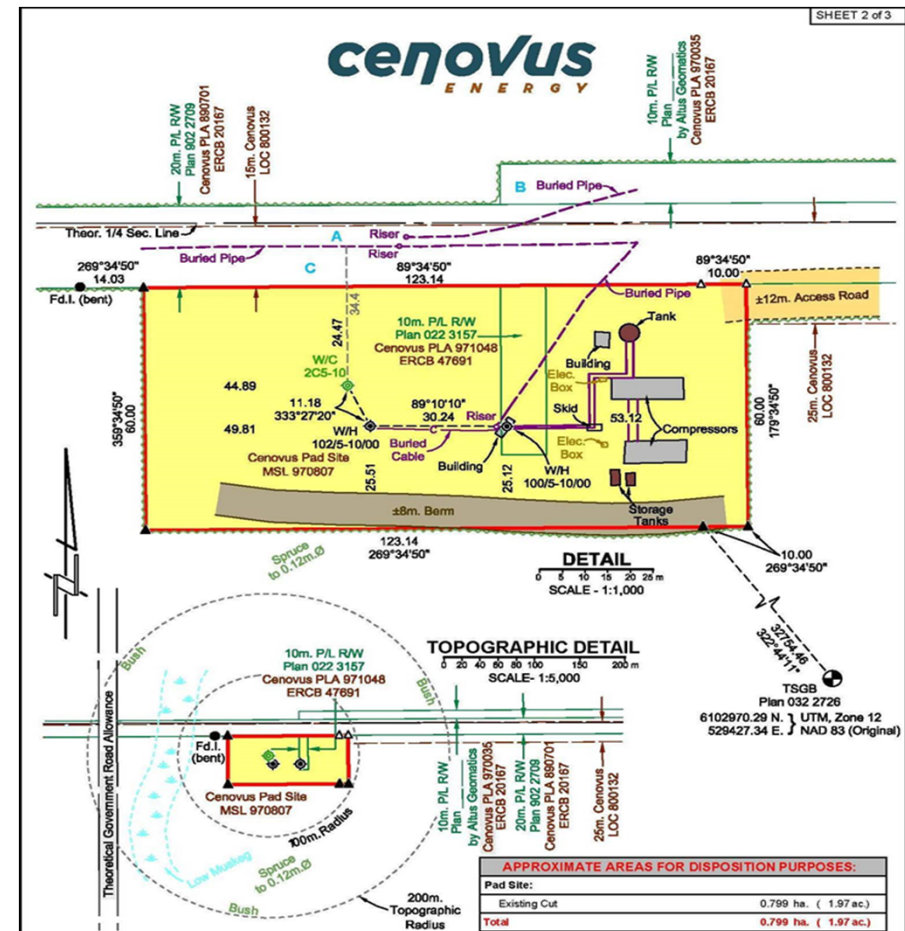 SHEET 2 of 3
cenovus
ENERGY
20m. P/L R/W
Plan 902 2709
Cenovus PLA 890701
ERCB 20167
15m. Cenovus
LOC 800132
10m. P/L R/W
Plan
by Altus Geomatics
Cenovus PLA 970035
ERCB 20167
B
Buried Pipe
Theor. 1/4 Sec. Line
A
Riser
Buried Pipe
Riser
C
269°34'50"
14.03
89°34'50"
123.14
89°34'50"
10.00
Fd.I. (bent)
Buried Pipe
±12m. Access Road
34.4
24.47
10m. P/L R/W
Plan 022 3157
Cenovus PLA 971048
ERCB 47691
Tank
Building
W/C
2C5-10
Elec.
Box
25m. Cenovus
LOC 800132
359°34'50"
60.00
44.89
11.18
333°27'20"
89°10'10"
30.24
Riser
Skid
53.12
Compressors
60.00
179°34'50"
49.81
C
W/H
102/5-10/00
Buried
Cable
Building
Elec.
Box
W/H
100/5-10/00
Cenovus Pad Site
MSL 970807
25.51
25.12
Storage
Tanks
±8m. Berm
123.14
269°34'50"
Spruce
to 0.12m.Ø
DETAIL
0 5 10 15 20 25 m
SCALE - 1:1,000
10.00
269°34'50"
32754.46
322°44'11"
TSGB
Plan 032 2726
6102970.29 N. } UTM, Zone 12
529427.34 E. } NAD 83 (Original)
TOPOGRAPHIC DETAIL
0 20 40 60 80 100 150 200 m
SCALE- 1:5,000
Bush
10m. P/L R/W
Plan 022 3157
Cenovus PLA 971048
ERCB 47691
Bush
Fd.I.
(bent)
Cenovus Pad Site
MSL 970807
100m. Radius
Theoretical Government Road Allowance
Low Muskeg
Spruce
to 0.12m.Ø
Bush
200m.
Topographic
Radius
10m. P/L R/W
Plan
by Altus Geomatics
Cenovus PLA 970035
ERCB 20167
20m. P/L R/W
Plan 902 2709
Cenovus PLA 890701
ERCB 20167
25m. Cenovus
LOC 800132
APPROXIMATE AREAS FOR DISPOSITION PURPOSES:
Pad Site:
Existing Cut 0.799 ha. ( 1.97 ac.)
Total 0.799 ha. ( 1.97 ac.)